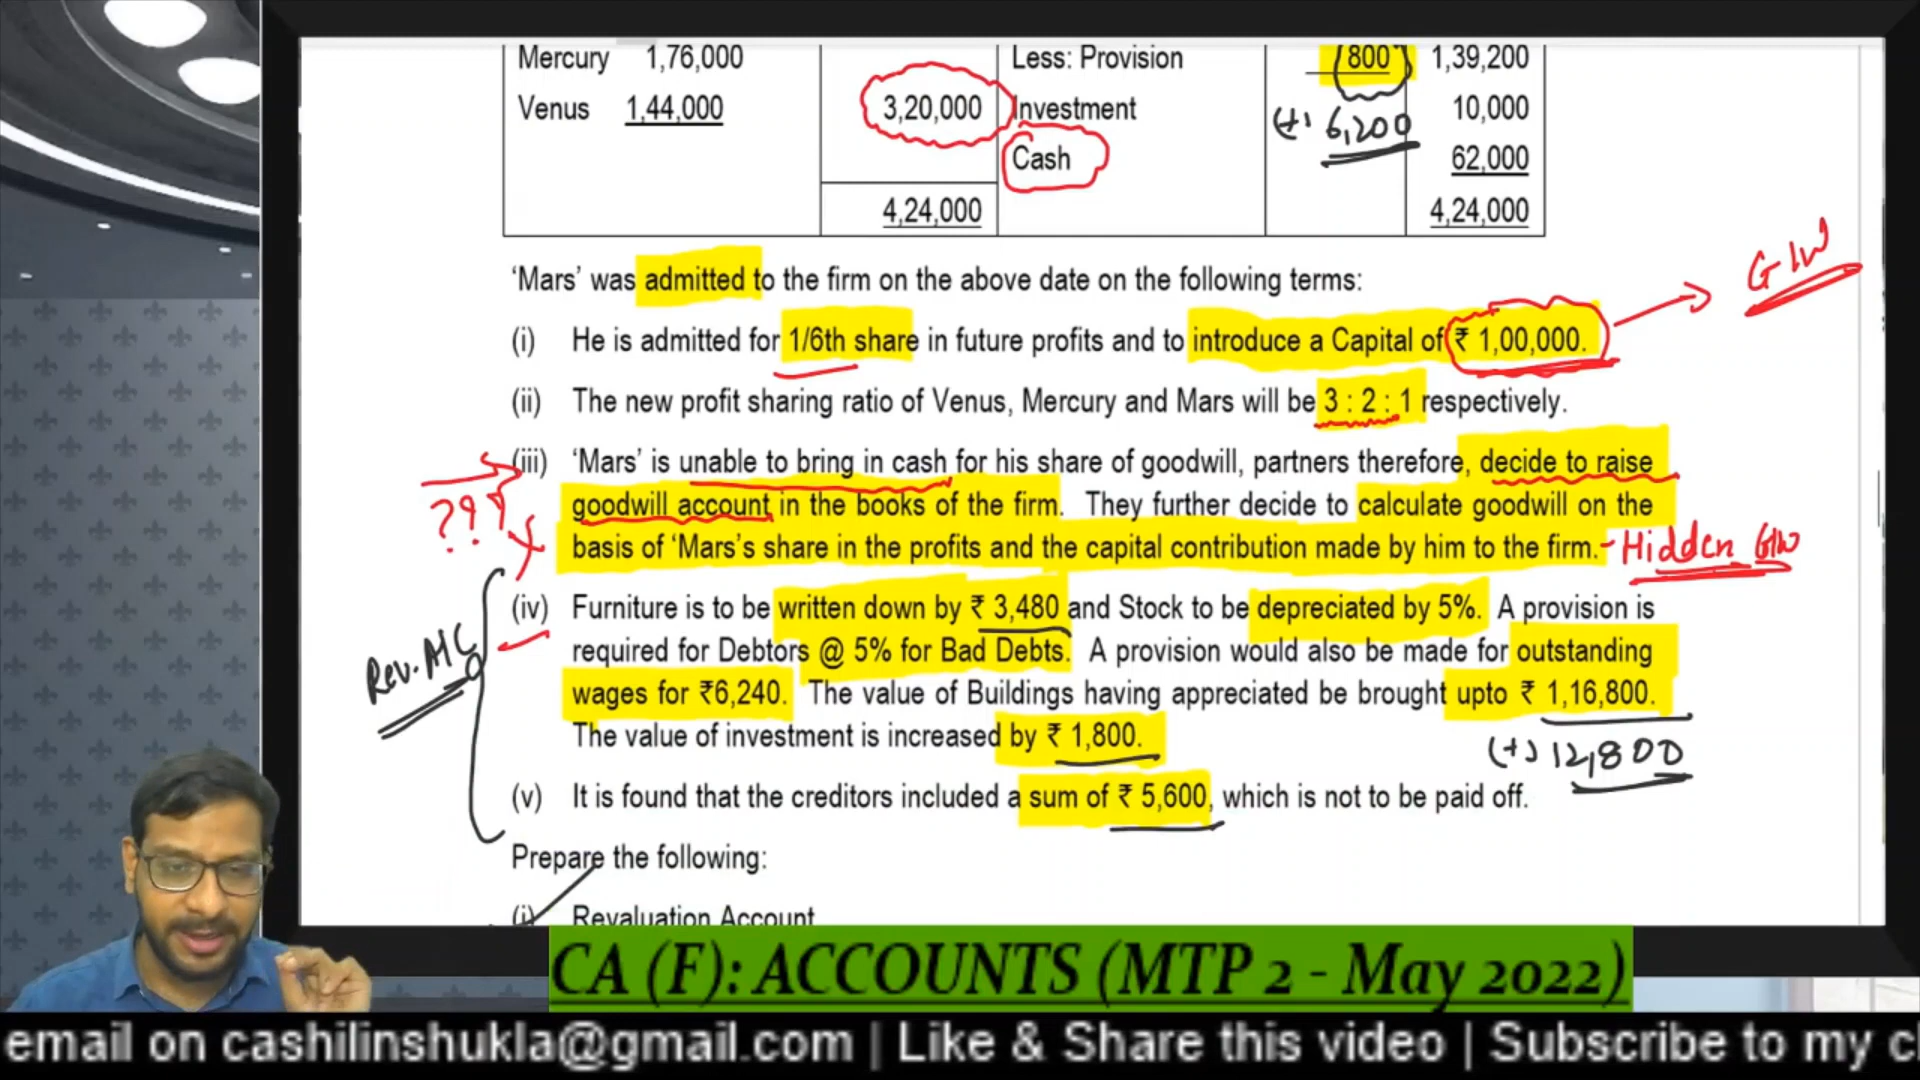 Mercury 1,76,000 Less: Provision 800 1,39,200
Venus 1,44,000 3,20,000 Investment 10,000
(+) 6,200
Cash 62,000
4,24,000 4,24,000
‘Mars’ was admitted to the firm on the above date on the following terms:
G/W
(i) He is admitted for 1/6th share in future profits and to introduce a Capital of ₹ 1,00,000.
(ii) The new profit sharing ratio of Venus, Mercury and Mars will be 3 : 2 : 1 respectively.
(iii) ‘Mars’ is unable to bring in cash for his share of goodwill, partners therefore, decide to raise
??? goodwill account in the books of the firm. They further decide to calculate goodwill on the
basis of ‘Mars’s share in the profits and the capital contribution made by him to the firm. - Hidden G/W
(iv) Furniture is to be written down by ₹ 3,480 and Stock to be depreciated by 5%. A provision is
Rev. A/C required for Debtors @ 5% for Bad Debts. A provision would also be made for outstanding
wages for ₹6,240. The value of Buildings having appreciated be brought upto ₹ 1,16,800.
The value of investment is increased by ₹ 1,800. (+) 12,800
(v) It is found that the creditors included a sum of ₹ 5,600, which is not to be paid off.
Prepare the following:
(i) Revaluation Account
CA (F): ACCOUNTS (MTP 2 - May 2022)
email on cashilinshukla@gmail.com | Like & Share this video | Subscribe to my